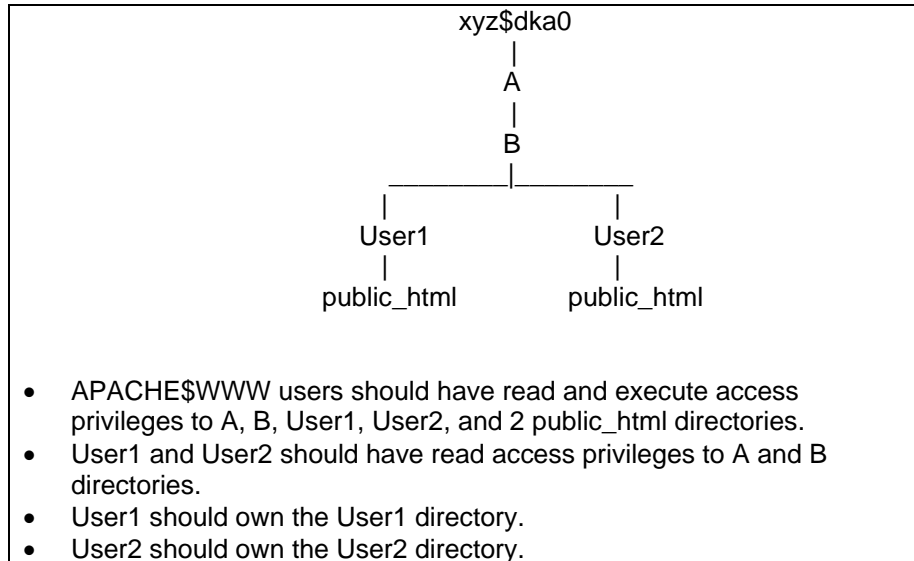 xyz$dka0
|
A
|
B
________|________
| |
User1 User2
| |
public_html public_html
• APACHE$WWW users should have read and execute access
privileges to A, B, User1, User2, and 2 public_html directories.
• User1 and User2 should have read access privileges to A and B
directories.
• User1 should own the User1 directory.
• User2 should own the User2 directory.